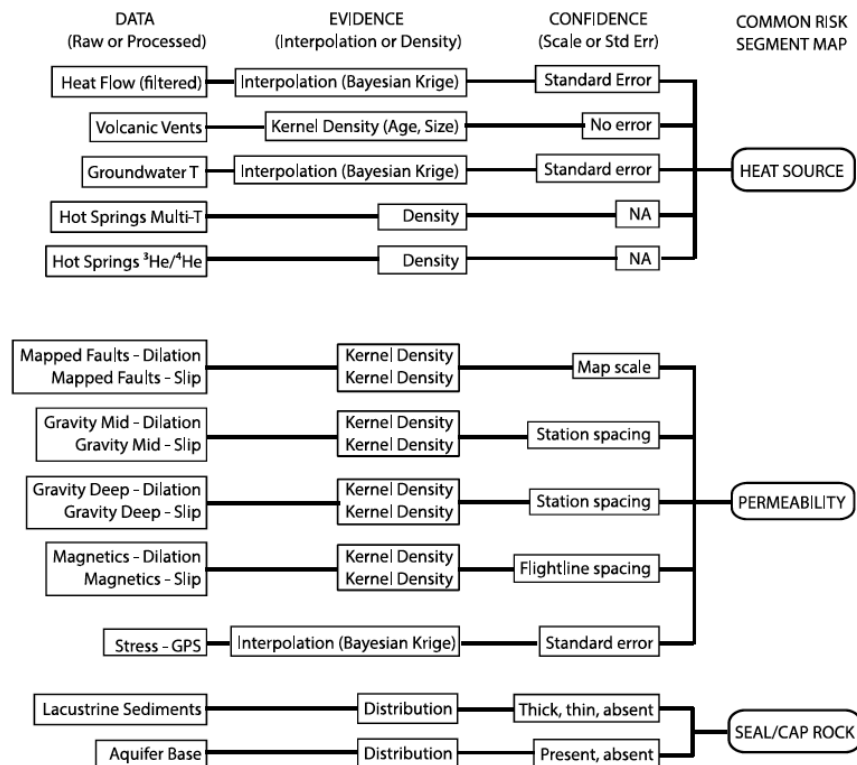 DATA
(Raw or Processed)
EVIDENCE
(Interpolation or Density)
CONFIDENCE
(Scale or Std Err)
COMMON RISK
SEGMENT MAP
Heat Flow (filtered)
Interpolation (Bayesian Krige)
Standard Error
Volcanic Vents
Kernel Density (Age, Size)
No error
Groundwater T
Interpolation (Bayesian Krige)
Standard error
HEAT SOURCE
Hot Springs Multi-T
Density
NA
Hot Springs ³He/⁴He
Density
NA
Mapped Faults - Dilation
Mapped Faults - Slip
Kernel Density
Kernel Density
Map scale
Gravity Mid - Dilation
Gravity Mid - Slip
Kernel Density
Kernel Density
Station spacing
Gravity Deep - Dilation
Gravity Deep - Slip
Kernel Density
Kernel Density
Station spacing
PERMEABILITY
Magnetics - Dilation
Magnetics - Slip
Kernel Density
Kernel Density
Flightline spacing
Stress - GPS
Interpolation (Bayesian Krige)
Standard error
Lacustrine Sediments
Distribution
Thick, thin, absent
SEAL/CAP ROCK
Aquifer Base
Distribution
Present, absent